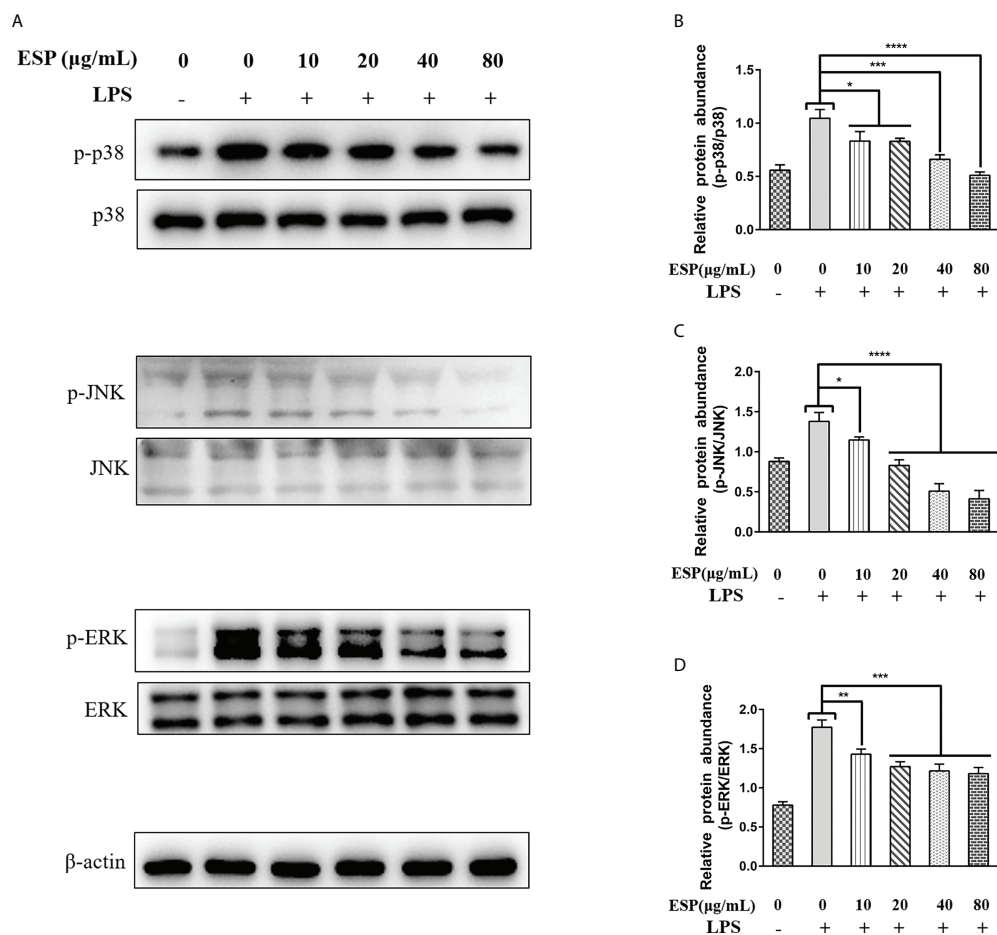 A
ESP (μg/mL) 0 0 10 20 40 80
LPS - + + + + +
p-p38
p38
p-JNK
JNK
p-ERK
ERK
β-actin
B
Relative protein abundance
(p-p38/p38)
1.5
1.0
0.5
0.0
****
***
*
ESP(μg/mL) 0 0 10 20 40 80
LPS - + + + + +
C
Relative protein abundance
(p-JNK/JNK)
2.0
1.5
1.0
0.5
0.0
****
*
ESP(μg/mL) 0 0 10 20 40 80
LPS - + + + + +
D
Relative protein abundance
(p-ERK/ERK)
2.0
1.5
1.0
0.5
0.0
***
**
ESP(μg/mL) 0 0 10 20 40 80
LPS - + + + + +